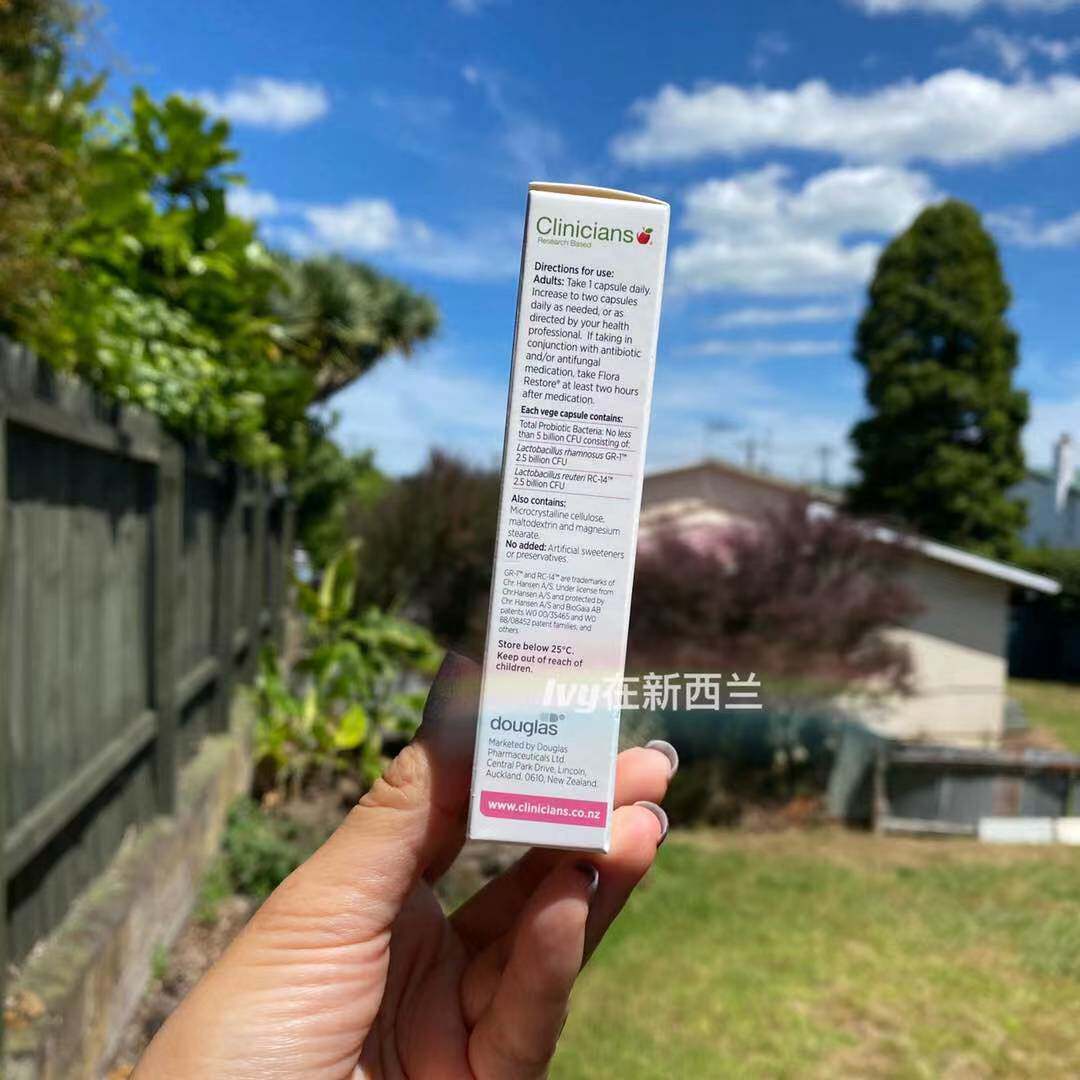 Clinicians
Research Based
Directions for use:
Adults: Take 1 capsule daily.
Increase to two capsules
daily as needed, or as
directed by your health
professional. If taking in
conjunction with antibiotic
and/or antifungal
medication, take Flora
Restore® at least two hours
after medication.
Each vege capsule contains:
Total Probiotic Bacteria: No less
than 5 billion CFU consisting of:
Lactobacillus rhamnosus GR-1™
2.5 billion CFU
Lactobacillus reuteri RC-14™
2.5 billion CFU
Also contains:
Microcrystalline cellulose,
maltodextrin and magnesium
stearate.
No added: Artificial sweeteners
or preservatives.
GR-1™ and RC-14™ are trademarks of
Chr. Hansen A/S. Under license from
Chr.Hansen A/S and protected by
Chr. Hansen A/S and BioGaia AB
patents WO 00/35465 and WO
88/08452 patent families, and
others.
Store below 25°C.
Keep out of reach of
children.
Ivy在新西兰
douglas®
Marketed by Douglas
Pharmaceuticals Ltd.
Central Park Drive, Lincoln,
Auckland. 0610, New Zealand.
www.clinicians.co.nz